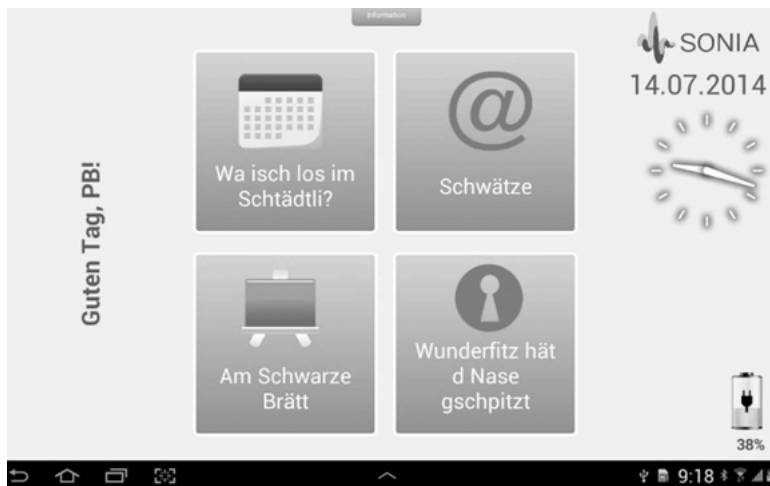 Information
SONIA
14.07.2014
Guten Tag, PB!
Wa isch los im
Schtädtli?
@
Schwätze
Am Schwarze
Brätt
Wunderfitz hät
d Nase
gschpitzt
38%
9:18